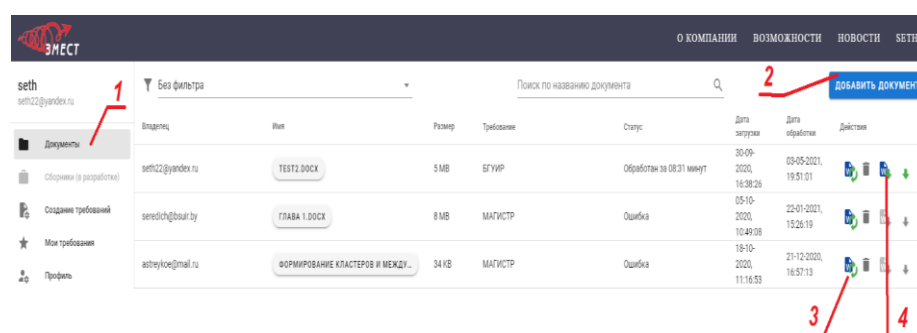 ЗМЕСТ
О КОМПАНИИ ВОЗМОЖНОСТИ НОВОСТИ SETH
seth
seth22@yandex.ru
1
Без фильтра
Поиск по названию документа
2
ДОБАВИТЬ ДОКУМЕНТ
Документы
Сборники (в разработке)
Создание требований
Мои требования
Профиль
Владелец Имя Размер Требование Статус Дата загрузки Дата обработки Действия
seth22@yandex.ru TEST2.DOCX 5 MB БГУИР Обработан за 08:31 минут 30-09-2020, 16:38:26 03-05-2021, 19:51:01
seredich@bsuir.by ГЛАВА 1.DOCX 8 MB МАГИСТР Ошибка 05-10-2020, 10:49:08 22-01-2021, 15:26:19
astreykoe@mail.ru ФОРМИРОВАНИЕ КЛАСТЕРОВ И МЕЖДУ... 34 KB МАГИСТР Ошибка 18-10-2020, 11:16:53 21-12-2020, 16:57:13
3
4